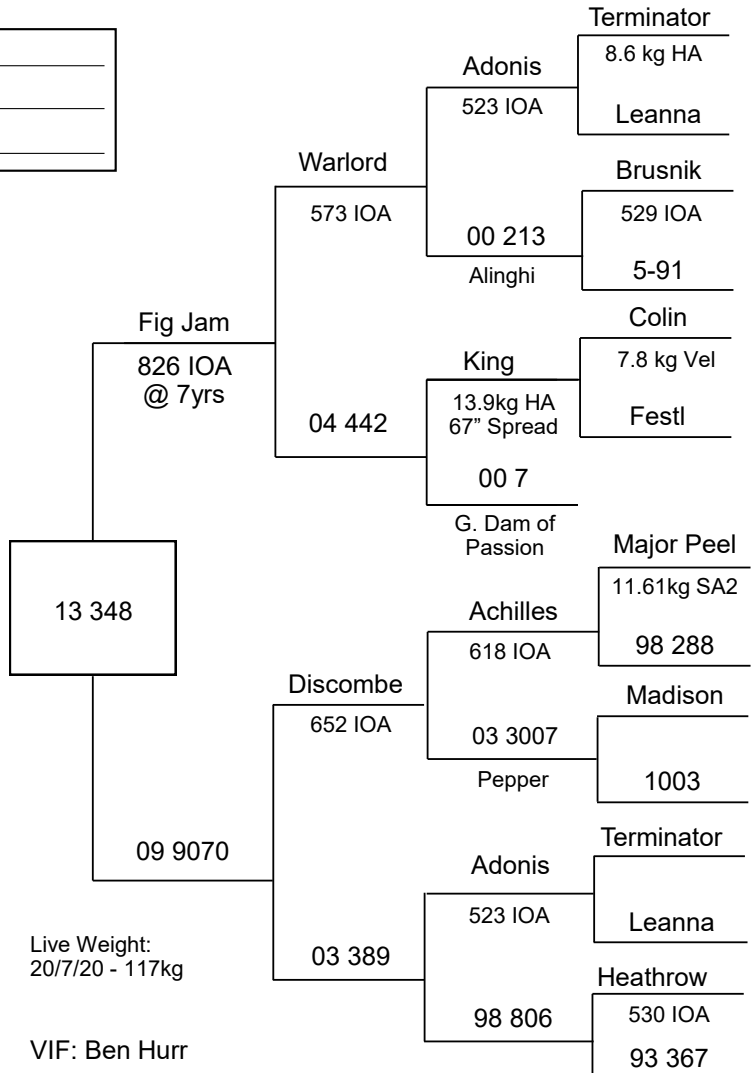 Terminator
8.6 kg HA
Leanna
Adonis
523 IOA
Brusnik
529 IOA
5-91
00 213
Alinghi
Warlord
573 IOA
Colin
7.8 kg Vel
Festl
King
13.9kg HA
67” Spread
00 7
G. Dam of
Passion
04 442
Fig Jam
826 IOA
@ 7yrs
13 348
Major Peel
11.61kg SA2
98 288
Achilles
618 IOA
Madison
1003
03 3007
Pepper
Discombe
652 IOA
Terminator
Leanna
Adonis
523 IOA
Heathrow
530 IOA
93 367
98 806
03 389
09 9070
Live Weight:
20/7/20 - 117kg
VIF: Ben Hurr